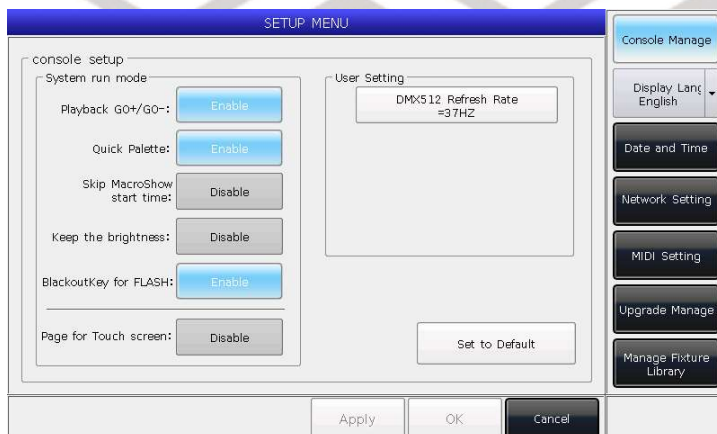 SETUP MENU
console setup
System run mode
Playback GO+/GO-:
Enable
Quick Palette:
Enable
Skip MacroShow
start time:
Disable
Keep the brightness:
Disable
BlackoutKey for FLASH:
Enable
Page for Touch screen:
Disable
User Setting
DMX512 Refresh Rate
=37HZ
Set to Default
Apply
OK
Cancel
Console Manage
Display Lang
English
Date and Time
Network Setting
MIDI Setting
Upgrade Manage
Manage Fixture
Library